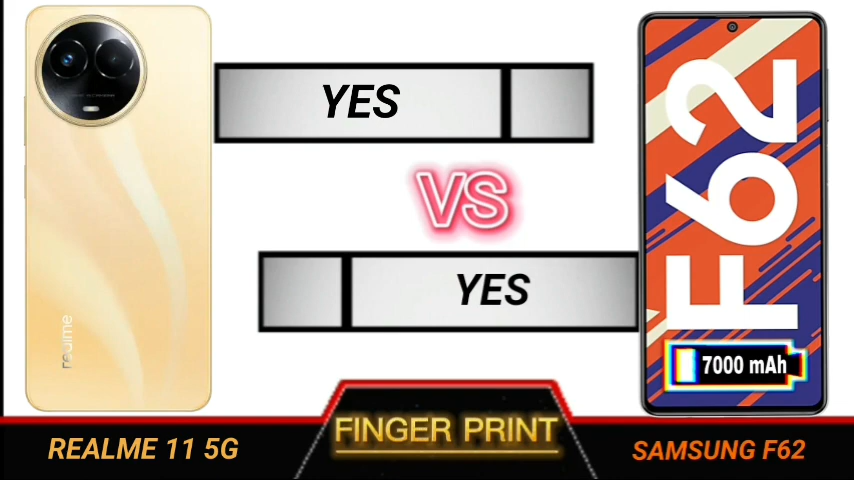 YES
VS
YES
realme
F62
7000 mAh
FINGER PRINT
REALME 11 5G
SAMSUNG F62